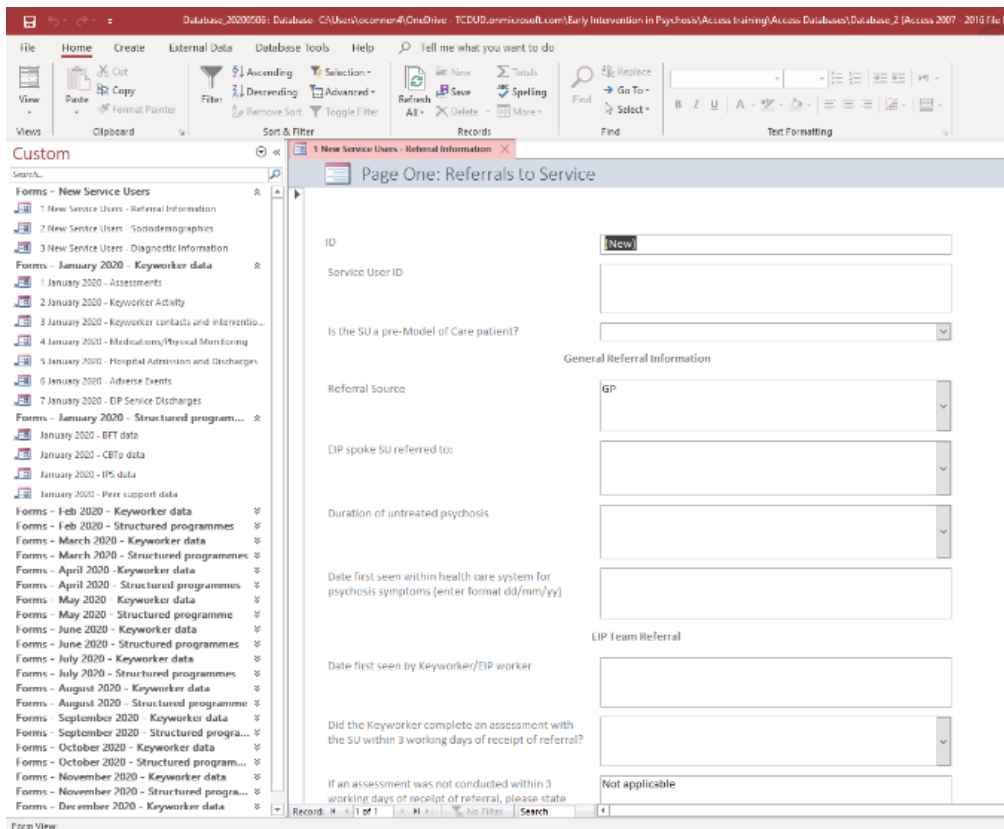 Database_20200506 : Database- C:\Users\oconner4\OneDrive - TCDUD.onmicrosoft.com\Early Intervention in Psychosis\Access training\Access Databases\Database_2 (Access 2007 - 2016 file
File Home Create External Data Database Tools Help Tell me what you want to do
View
Views
Paste
Cut
Copy
Format Painter
Clipboard
Filter
Ascending
Descending
Remove Sort
Selection
Advanced
Toggle Filter
Sort & Filter
Refresh All
New
Save
Delete
Totals
Spelling
More
Records
Find
Replace
Go To
Select
Find
B I U A
Text Formatting
Custom
Search...
Forms - New Service Users
1 New Service Users - Referral Information
2 New Service Users - Sociodemographics
3 New Service Users - Diagnostic Information
Forms - January 2020 - Keyworker data
1 January 2020 - Assessments
2 January 2020 - Keyworker Activity
3 January 2020 - Keyworker contacts and interventio...
4 January 2020 - Medications/Physical Monitoring
5 January 2020 - Hospital Admission and Discharges
6 January 2020 - Adverse Events
7 January 2020 - EIP Service Discharges
Forms - January 2020 - Structured program...
January 2020 - BFT data
January 2020 - CBTp data
January 2020 - IPS data
January 2020 - Peer support data
Forms - Feb 2020 - Keyworker data
Forms - Feb 2020 - Structured programmes
Forms - March 2020 - Keyworker data
Forms - March 2020 - Structured programmes
Forms - April 2020 -Keyworker data
Forms - April 2020 - Structured programmes
Forms - May 2020 - Keyworker data
Forms - May 2020 - Structured programme
Forms - June 2020 - Keyworker data
Forms - June 2020 - Structured programmes
Forms - July 2020 - Keyworker data
Forms - July 2020 - Structured programmes
Forms - August 2020 - Keyworker data
Forms - August 2020 - Structured programme
Forms - September 2020 - Keyworker data
Forms - September 2020 - Structured progra...
Forms - October 2020 - Keyworker data
Forms - October 2020 - Structured program...
Forms - November 2020 - Keyworker data
Forms - November 2020 - Structured progra...
Forms - December 2020 - Keyworker data
1 New Service Users - Referral Information
Page One: Referrals to Service
ID
(New)
Service User ID
Is the SU a pre-Model of Care patient?
General Referral Information
Referral Source
GP
EIP spoke SU referred to:
Duration of untreated psychosis
Date first seen within health care system for
psychosis symptoms (enter format dd/mm/yy)
EIP Team Referral
Date first seen by Keyworker/EIP worker
Did the Keyworker complete an assessment with
the SU within 3 working days of receipt of referral?
If an assessment was not conducted within 3
working days of receipt of referral, please state
Not applicable
Record: 1 of 1 No Filter Search
Form View